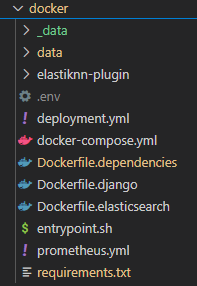 docker
_data
data
elastiknn-plugin
.env
deployment.yml
docker-compose.yml
Dockerfile.dependencies
Dockerfile.django
Dockerfile.elasticsearch
$ entrypoint.sh
! prometheus.yml
requirements.txt